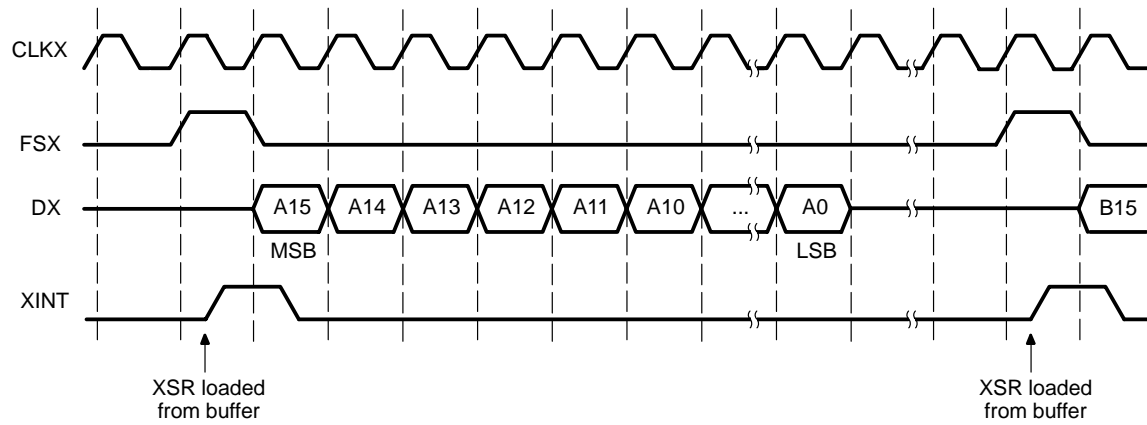 CLKX
FSX
DX
A15
A14
A13
A12
A11
A10
...
A0
B15
MSB
LSB
XINT
XSR loaded
from buffer
XSR loaded
from buffer